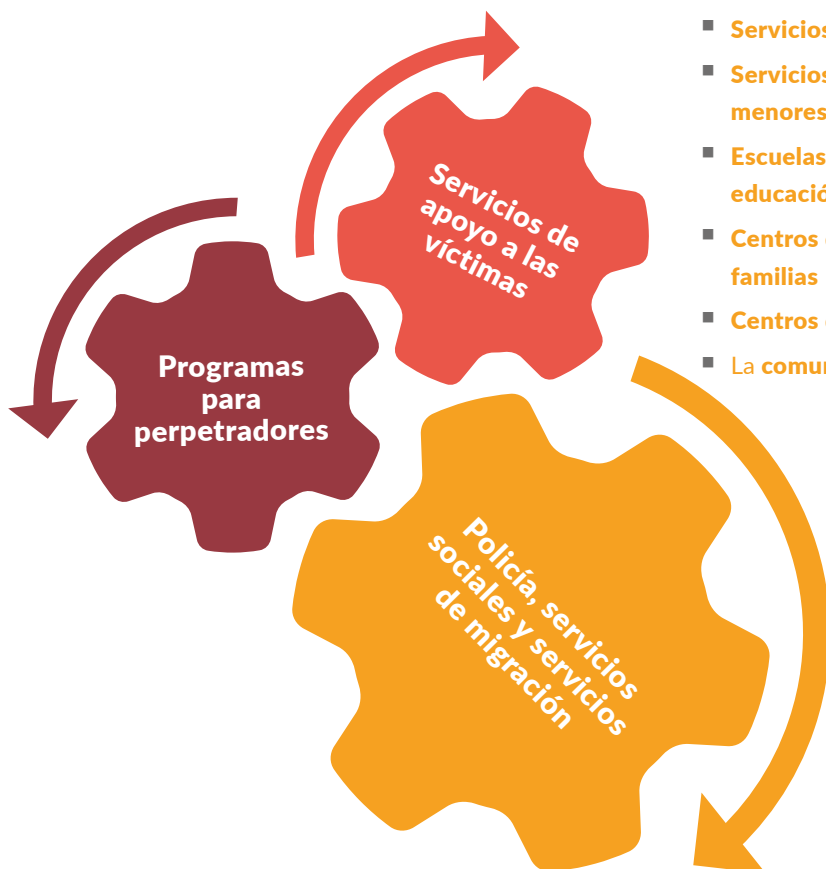 Servicios de
apoyo a las
víctimas
Programas
para
perpetradores
Policía, servicios
sociales y servicios
de migración
Servicios
Servicios
menores
Escuelas
Centros
familias
Centros
La